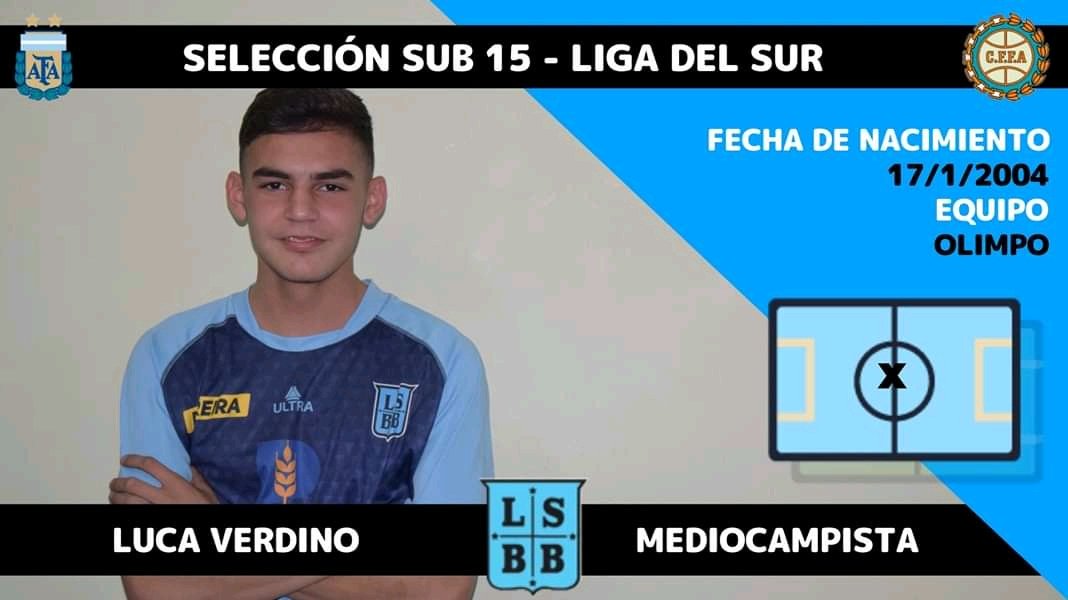 SELECCIÓN SUB 15 - LIGA DEL SUR
AFA
C.F.F.A
FECHA DE NACIMIENTO
17/1/2004
EQUIPO
OLIMPO
X
ULTRA
LS
BB
LUCA VERDINO
L S
B B
MEDIOCAMPISTA